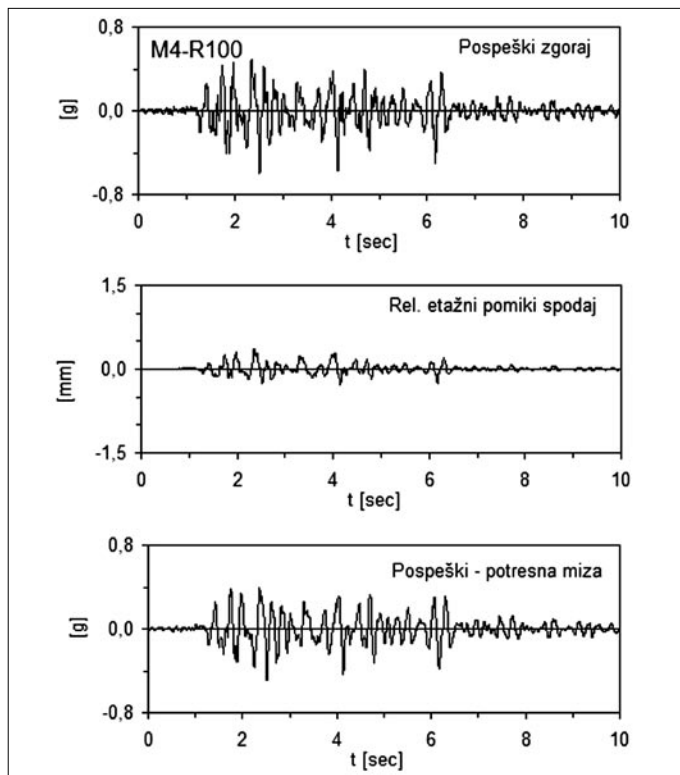 0,8
M4-R100
Pospeški zgoraj
[g]
0,0
-0,8
0 2 4 6 8 10
t [sec]
1,5
Rel. etažni pomiki spodaj
[mm]
0,0
-1,5
0 2 4 6 8 10
t [sec]
0,8
Pospeški - potresna miza
[g]
0,0
-0,8
0 2 4 6 8 10
t [sec]